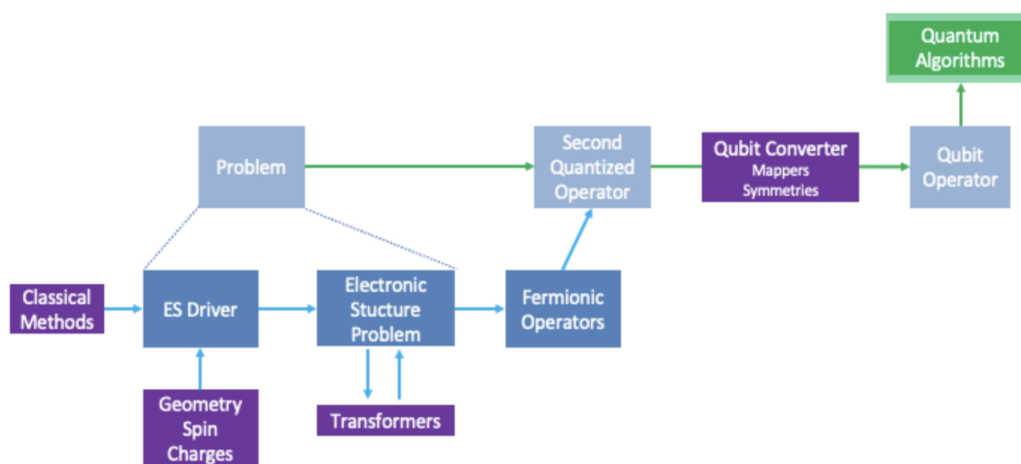 Quantum
Algorithms
Problem
Second
Quantized
Operator
Qubit Converter
Mappers
Symmetries
Qubit
Operator
Classical
Methods
ES Driver
Electronic
Stucture
Problem
Fermionic
Operators
Geometry
Spin
Charges
Transformers